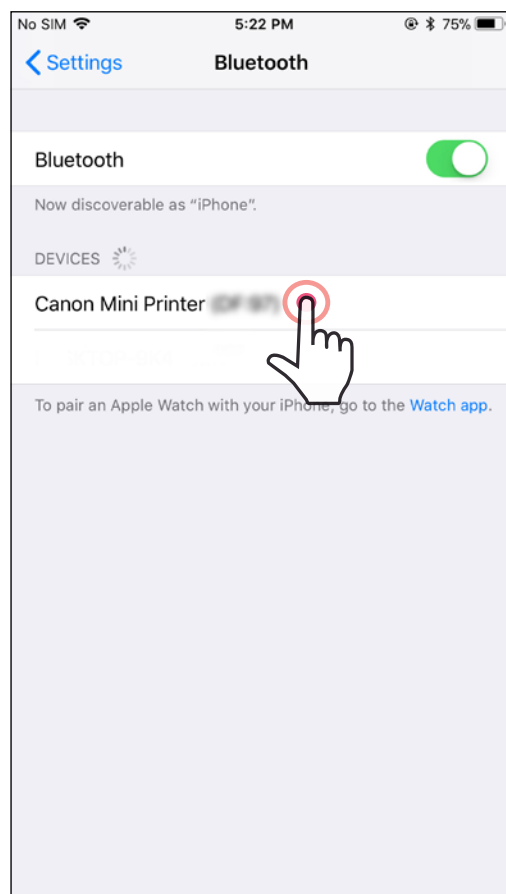 No SIM 5:22 PM 75%
Settings Bluetooth
Bluetooth
Now discoverable as “iPhone”.
DEVICES
Canon Mini Printer
To pair an Apple Watch with your iPhone, go to the Watch app.